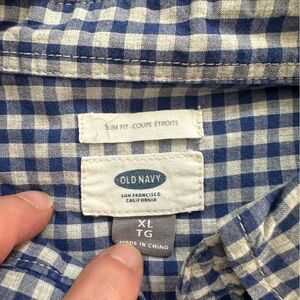 SLIM FIT · COUPE ÉTROITE
OLD NAVY
SAN FRANCISCO
CALIFORNIA
XL
TG
MADE IN CHINA